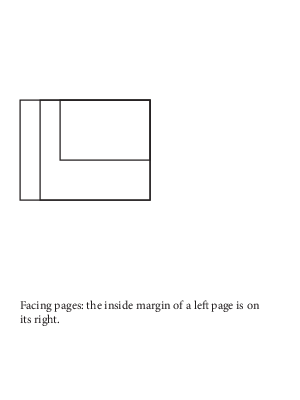 Facing pages: the inside margin of a left page is on
its right.